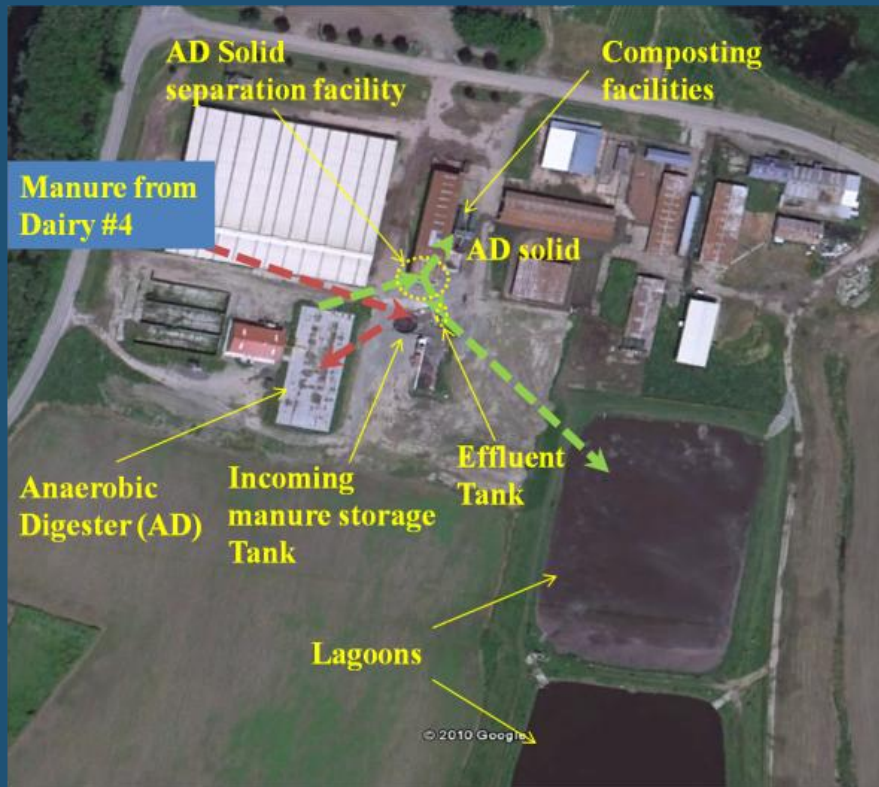 AD Solid
separation facility
Composting
facilities
Manure from
Dairy #4
AD solid
Anaerobic
Digester (AD)
Incoming
manure storage
Tank
Effluent
Tank
Lagoons
© 2010 Google